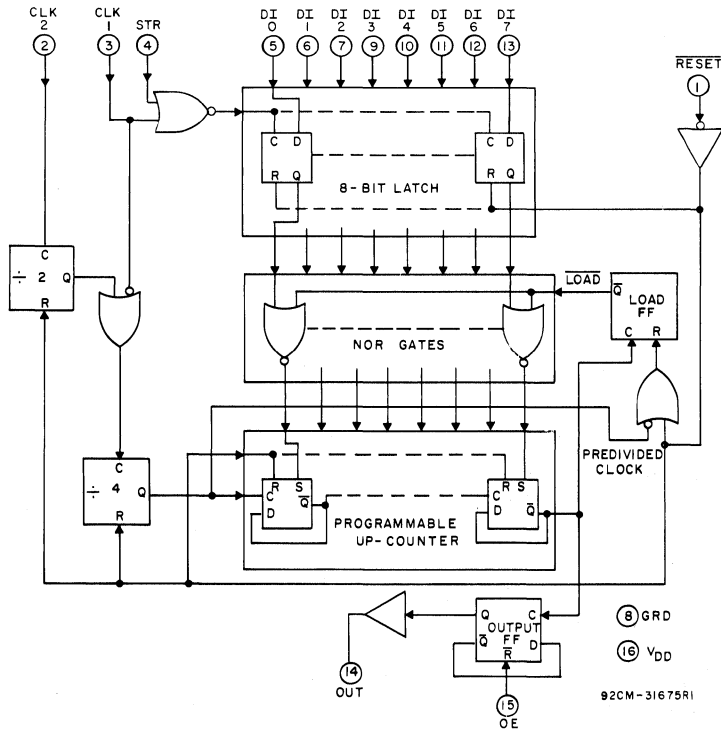 CLK 2
CLK 1
STR
DI 0
DI 1
DI 2
DI 3
DI 4
DI 5
DI 6
DI 7
RESET
2
3
4
5
6
7
9
10
11
12
13
1
C D
C D
R Q
R Q
8-BIT LATCH
C
÷ 2 Q
R
LOAD
Q
LOAD
FF
C R
NOR GATES
PREDIVIDED
CLOCK
C
÷ 4 Q
R
R S
C Q
D
R S
C
D Q
PROGRAMMABLE
UP-COUNTER
Q C
OUTPUT
Q FF D
R
8 GRD
16 VDD
14
OUT
15
OE
92CM-31675R1